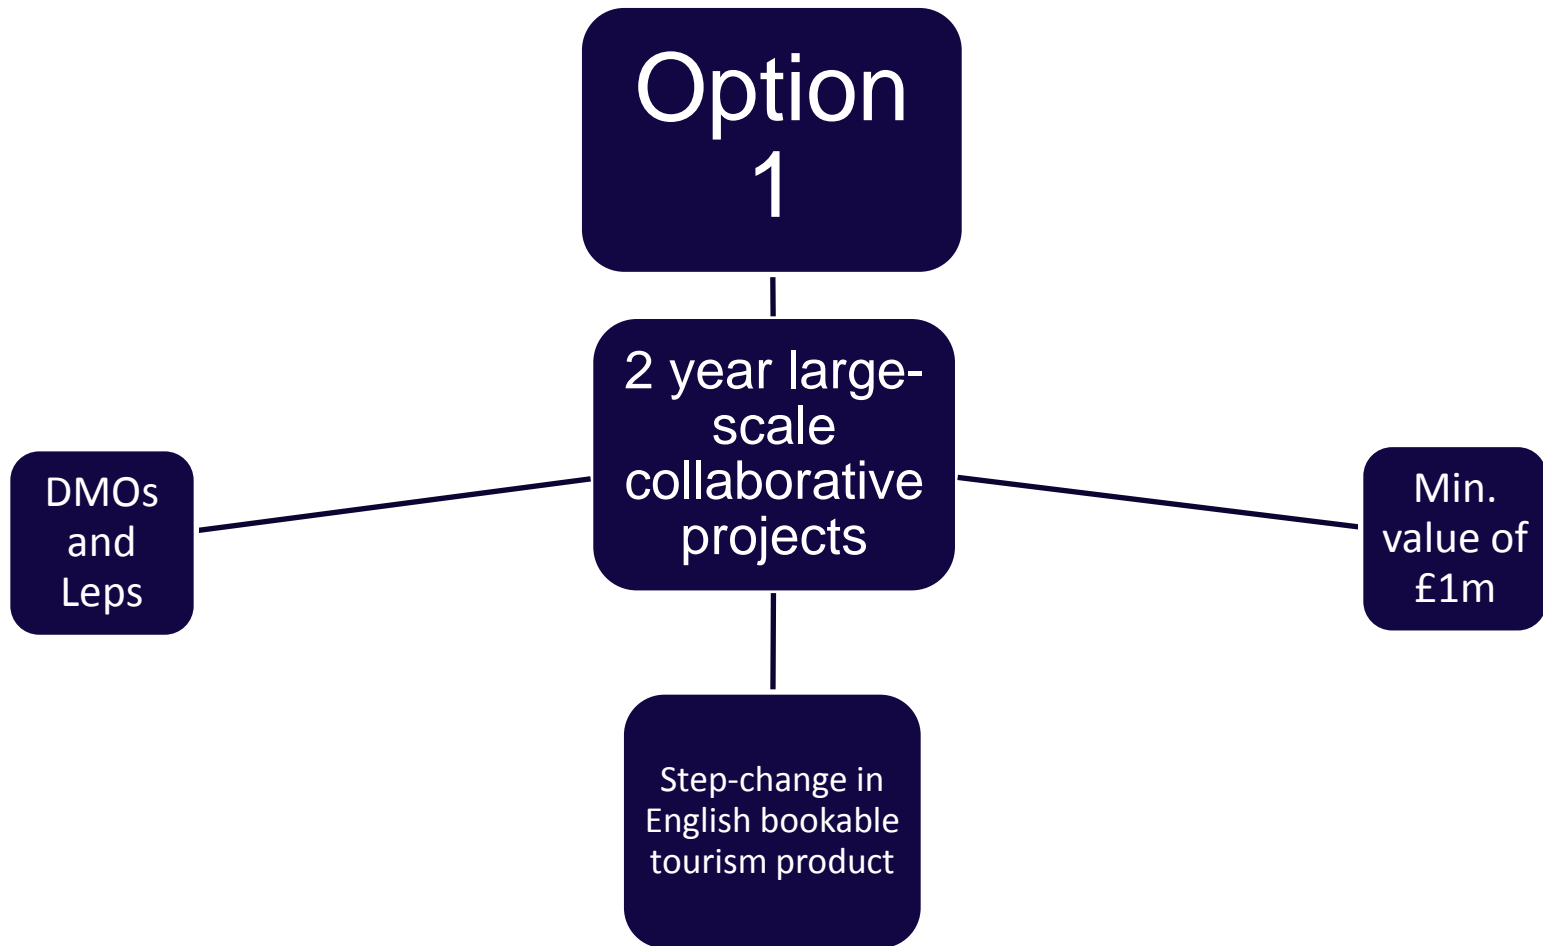 Option
1
2 year large-
scale
collaborative
projects
DMOs
and
Leps
Min.
value of
£1m
Step-change in
English bookable
tourism product